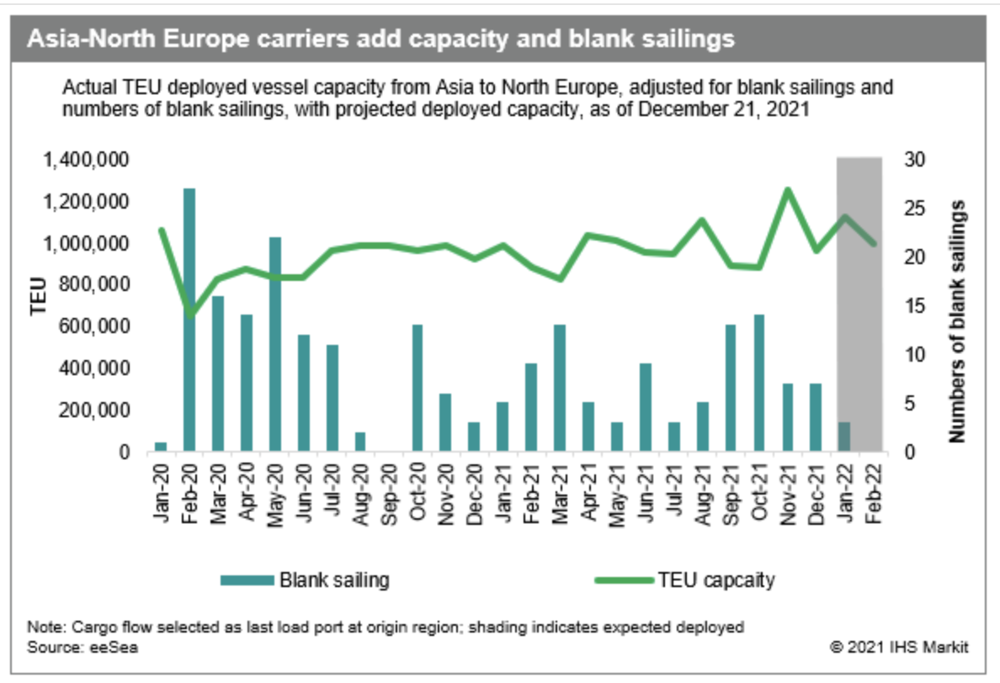 Asia-North Europe carriers add capacity and blank sailings
Actual TEU deployed vessel capacity from Asia to North Europe, adjusted for blank sailings and
numbers of blank sailings, with projected deployed capacity, as of December 21, 2021
TEU
1,400,000
1,200,000
1,000,000
800,000
600,000
400,000
200,000
0
30
25
20
15
10
5
0
Numbers of blank sailings
Jan-20
Feb-20
Mar-20
Apr-20
May-20
Jun-20
Jul-20
Aug-20
Sep-20
Oct-20
Nov-20
Dec-20
Jan-21
Feb-21
Mar-21
Apr-21
May-21
Jun-21
Jul-21
Aug-21
Sep-21
Oct-21
Nov-21
Dec-21
Jan-22
Feb-22
Blank sailing
TEU capcaity
Note: Cargo flow selected as last load port at origin region; shading indicates expected deployed
Source: eeSea
© 2021 IHS Markit